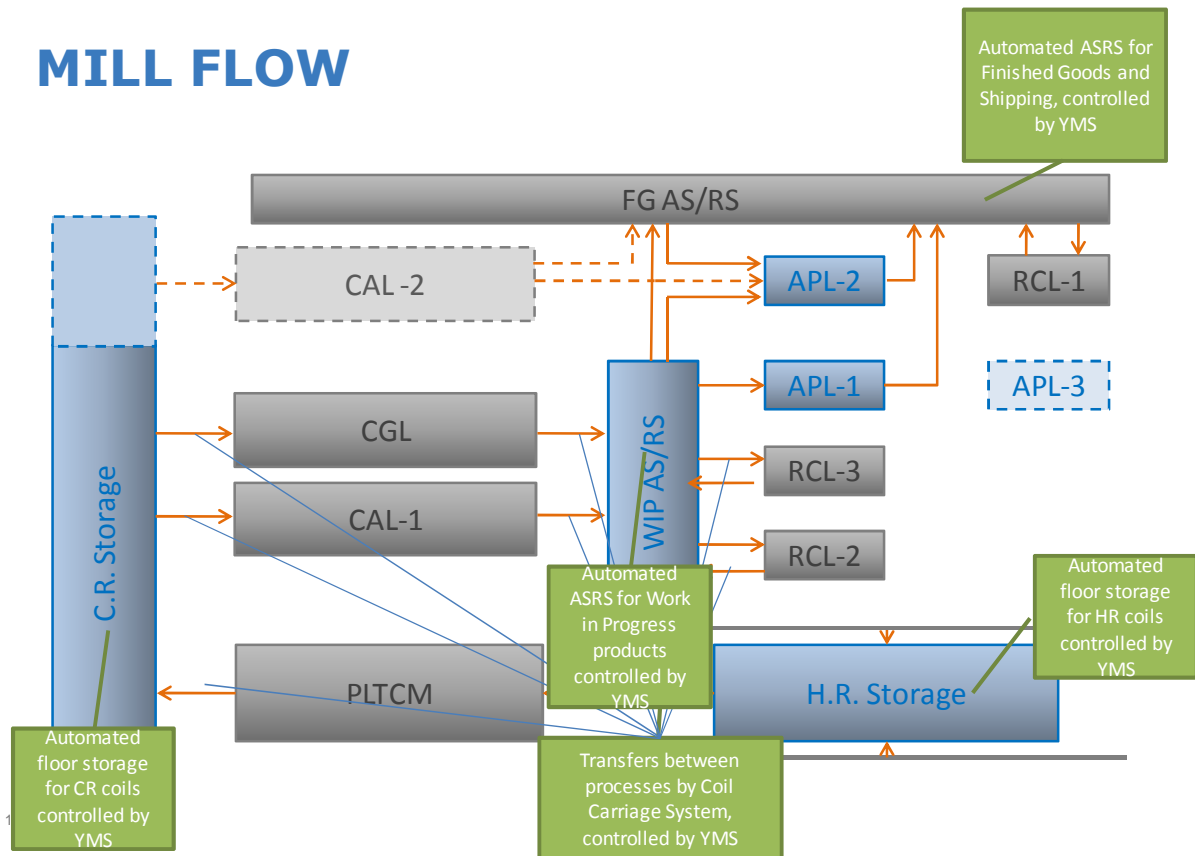 MILL FLOW
Automated ASRS for
Finished Goods and
Shipping, controlled
by YMS
FG AS/RS
CAL -2
APL-2
RCL-1
APL-1
APL-3
CGL
WIP AS/RS
RCL-3
C.R. Storage
CAL-1
RCL-2
Automated
ASRS for Work
in Progress
products
controlled by
YMS
Automated
floor storage
for HR coils
controlled by
YMS
PLTCM
H.R. Storage
Automated
floor storage
for CR coils
controlled by
YMS
Transfers between
processes by Coil
Carriage System,
controlled by YMS
1